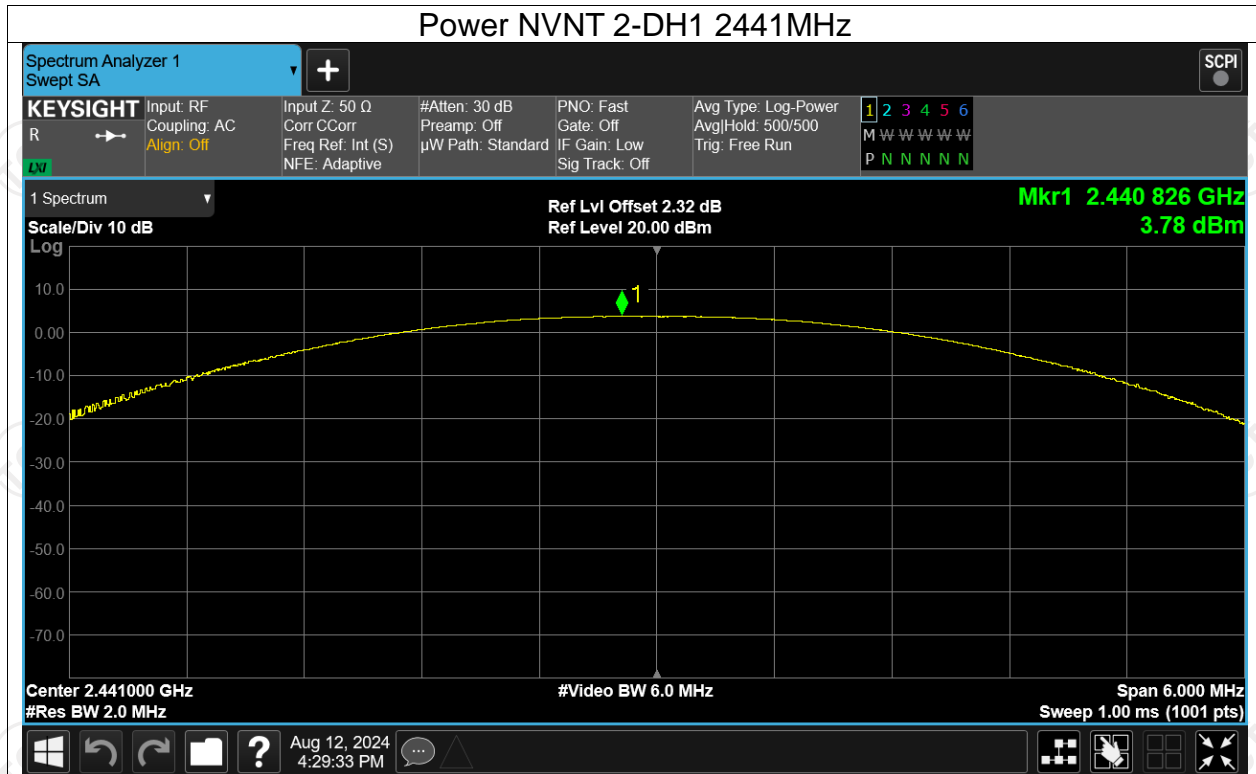 Power NVNT 2-DH1 2441MHz
Spectrum Analyzer 1
Swept SA
SCPI
KEYSIGHT
R
LXI
Input: RF
Coupling: AC
Align: Off
Input Z: 50 Ω
Corr CCorr
Freq Ref: Int (S)
NFE: Adaptive
#Atten: 30 dB
Preamp: Off
µW Path: Standard
PNO: Fast
Gate: Off
IF Gain: Low
Sig Track: Off
Avg Type: Log-Power
Avg|Hold: 500/500
Trig: Free Run
1 2 3 4 5 6
M W W W W W
P N N N N N
1 Spectrum
Scale/Div 10 dB
Ref Lvl Offset 2.32 dB
Ref Level 20.00 dBm
Mkr1 2.440 826 GHz
3.78 dBm
Log
10.0
0.00
-10.0
-20.0
-30.0
-40.0
-50.0
-60.0
-70.0
1
Center 2.441000 GHz
#Video BW 6.0 MHz
Span 6.000 MHz
#Res BW 2.0 MHz
Sweep 1.00 ms (1001 pts)
?
Aug 12, 2024
4:29:33 PM